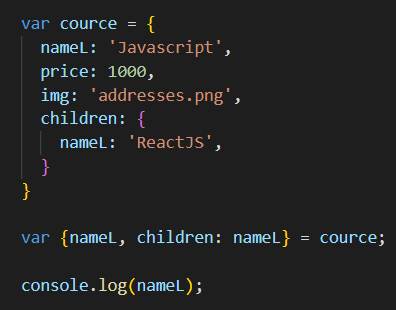 var cource = {
  nameL: 'Javascript',
  price: 1000,
  img: 'addresses.png',
  children: {
    nameL: 'ReactJS',
  }
}
var {nameL, children: nameL} = cource;
console.log(nameL);